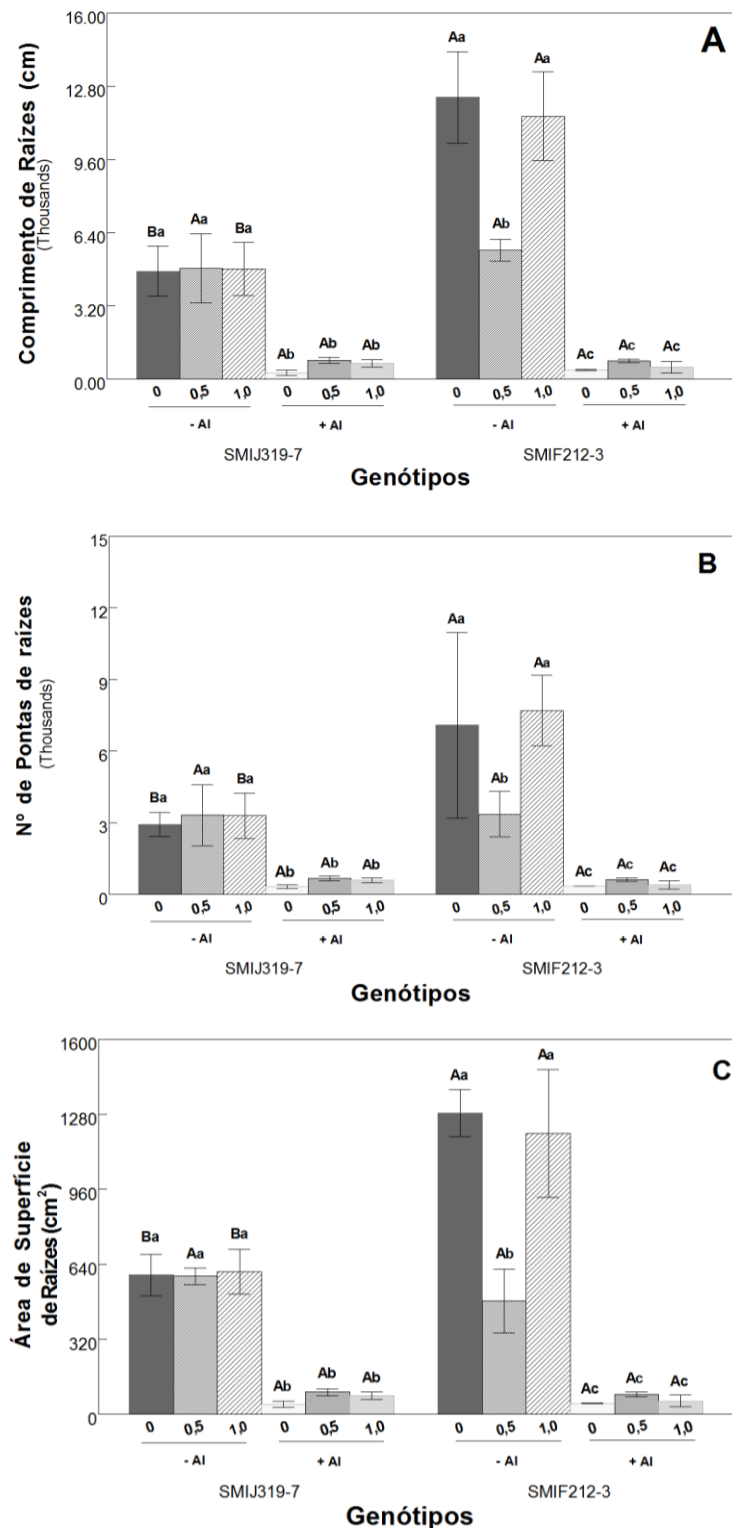 A
Comprimento de Raízes (cm)
(Thousands)
16.00
12.80
9.60
6.40
3.20
0.00
Ba Aa Ba Ab Ab Ab Aa Ab Aa Ac Ac Ac
0 0,5 1,0 0 0,5 1,0 0 0,5 1,0 0 0,5 1,0
- Al + Al - Al + Al
SMIJ319-7 SMIF212-3
Genótipos
B
Nº de Pontas de raízes
(Thousands)
15
12
9
6
3
0
Ba Aa Ba Ab Ab Ab Aa Ab Aa Ac Ac Ac
0 0,5 1,0 0 0,5 1,0 0 0,5 1,0 0 0,5 1,0
- Al + Al - Al + Al
SMIJ319-7 SMIF212-3
Genótipos
C
Área de Superfície
de Raízes (cm²)
1600
1280
960
640
320
0
Ba Aa Ba Ab Ab Ab Aa Ab Aa Ac Ac Ac
0 0,5 1,0 0 0,5 1,0 0 0,5 1,0 0 0,5 1,0
- Al + Al - Al + Al
SMIJ319-7 SMIF212-3
Genótipos